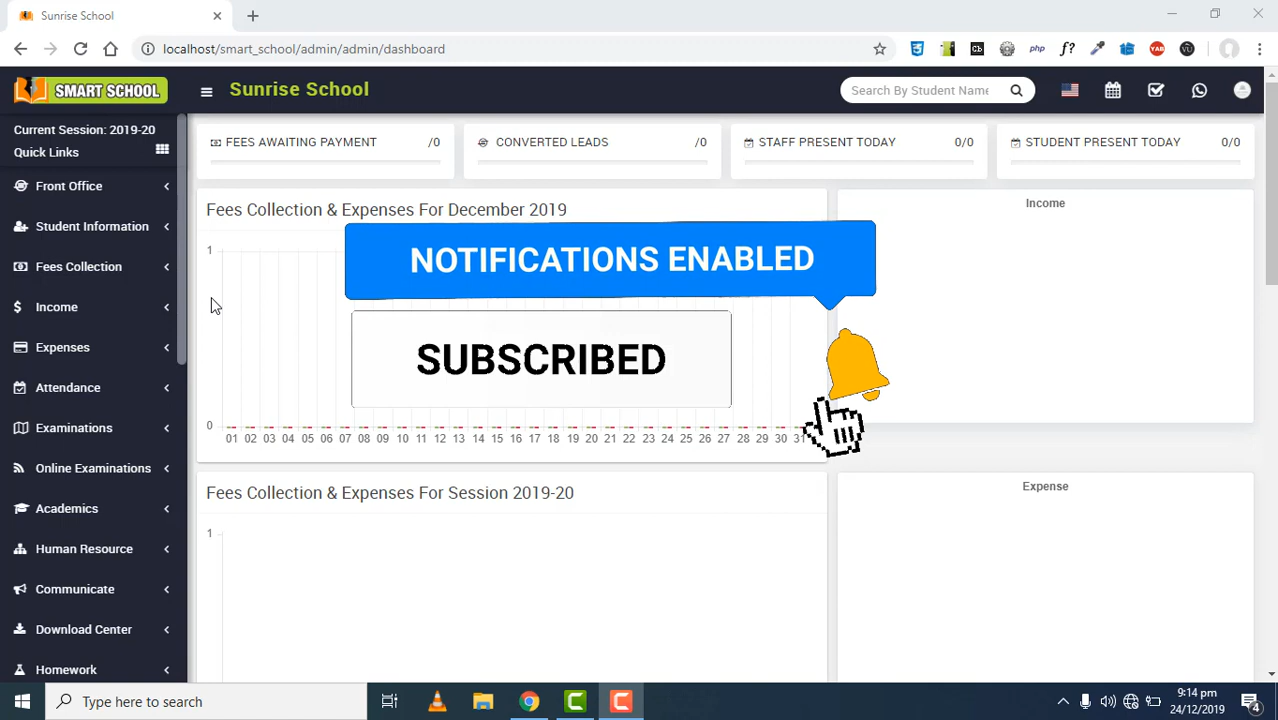 Sunrise School
localhost/smart_school/admin/admin/dashboard
php
f?
YAB
SMART SCHOOL
Sunrise School
Search By Student Name
Current Session: 2019-20
Quick Links
FEES AWAITING PAYMENT /0
CONVERTED LEADS /0
STAFF PRESENT TODAY 0/0
STUDENT PRESENT TODAY 0/0
Front Office
Student Information
Fees Collection
Income
Expenses
Attendance
Examinations
Online Examinations
Academics
Human Resource
Communicate
Download Center
Homework
Fees Collection & Expenses For December 2019
1
0
01 02 03 04 05 06 07 08 09 10 11 12 13 14 15 16 17 18 19 20 21 22 23 24 25 26 27 28 29 30 31
Income
NOTIFICATIONS ENABLED
SUBSCRIBED
Fees Collection & Expenses For Session 2019-20
1
Expense
Type here to search
9:14 pm
24/12/2019
4